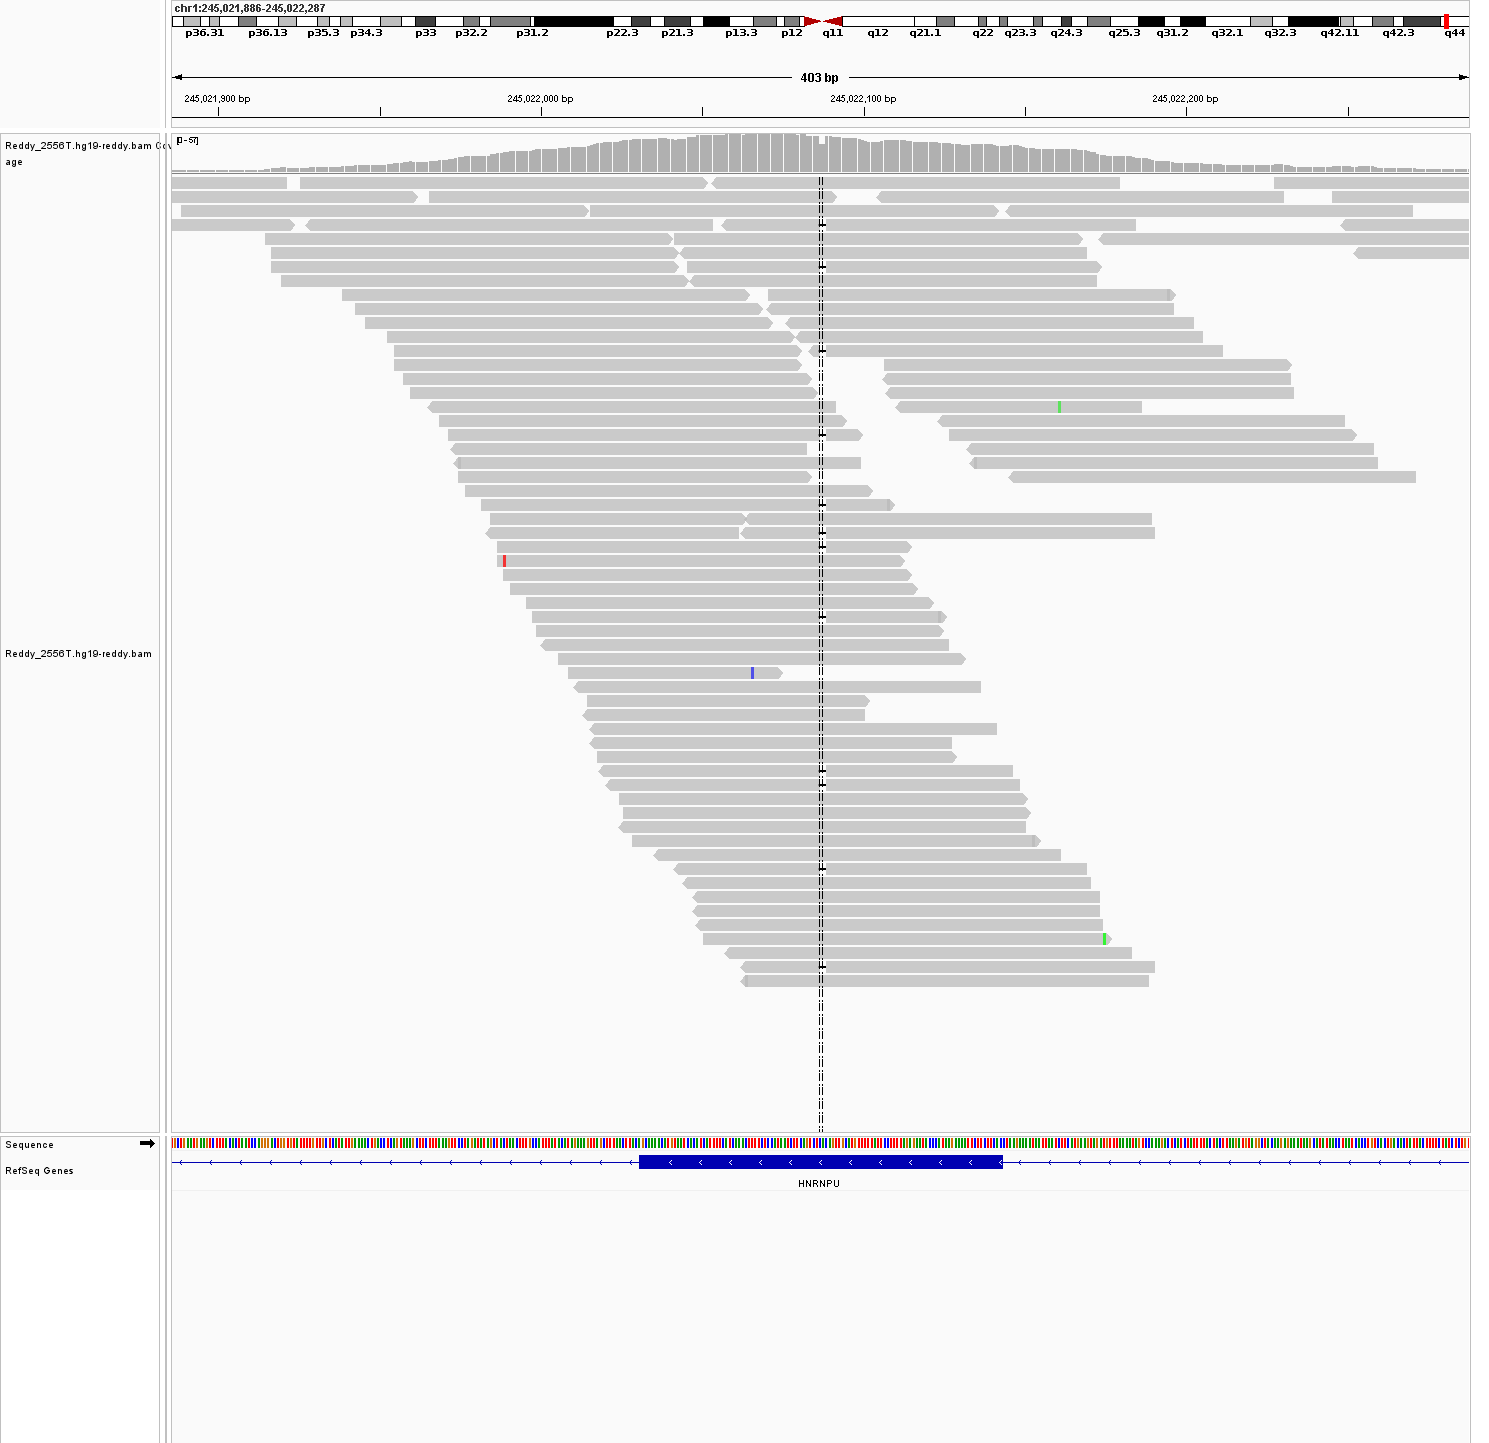 chr1:245,021,886-245,022,287
p36.31 p36.13 p35.3 p34.3 p33 p32.2 p31.2 p22.3 p21.3 p13.3 p12 q11 q12 q21.1 q22 q23.3 q24.3 q25.3 q31.2 q32.1 q32.3 q42.11 q42.3 q44
403 bp
245,021,900 bp 245,022,000 bp 245,022,100 bp 245,022,200 bp
[0 - 57]
Reddy_2556T.hg19-reddy.bam Cov
age
Reddy_2556T.hg19-reddy.bam
Sequence
RefSeq Genes
HNRNPU